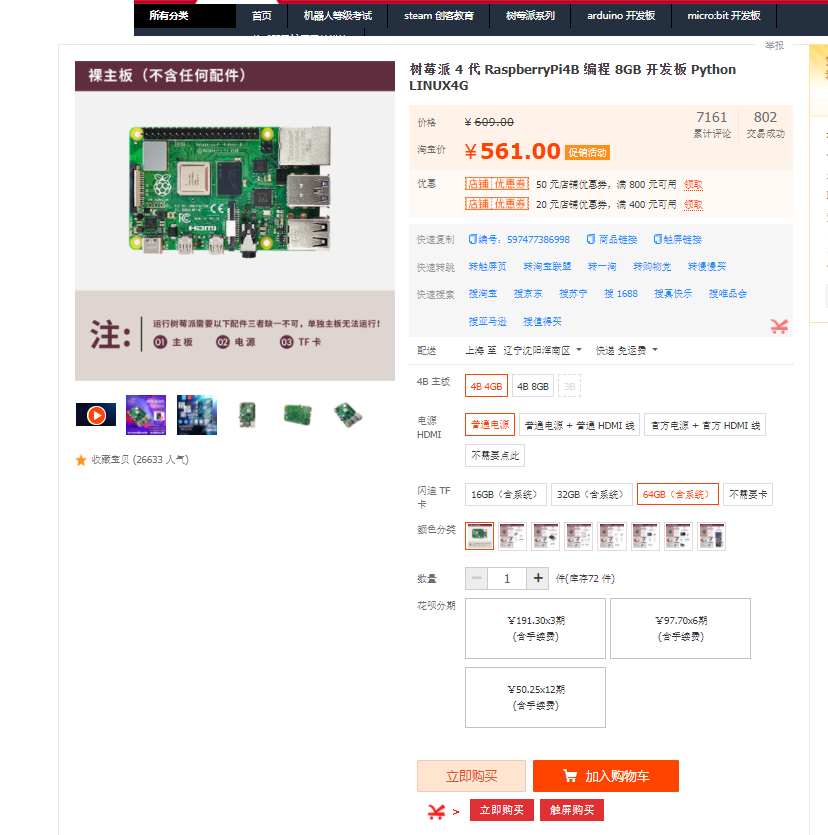 所有分类
首页
机器人等级考试
steam 创客教育
树莓派系列
arduino 开发板
micro:bit 开发板
举报
裸主板（不含任何配件）
HDMI
注：
运行树莓派需要以下配件三者缺一不可，单独主板无法运行！
01 主板
02 电源
03 TF卡
收藏宝贝 (26633 人气)
树莓派 4 代 RaspberryPi4B 编程 8GB 开发板 Python
LINUX4G
价格
¥ 609.00
7161
累计评论
802
交易成功
淘宝价
¥ 561.00 促销活动
优惠
店铺 优惠券 50 元店铺优惠券，满 800 元可用 领取
店铺 优惠券 20 元店铺优惠券，满 400 元可用 领取
快速复制 编号：597477386998 商品链接 触屏链接
快速转跳 转触屏页 转淘宝联盟 转一淘 转购物党 转慢慢买
快速搜索 搜淘宝 搜京东 搜苏宁 搜 1688 搜真快乐 搜唯品会
搜亚马逊 搜值得买
配送 上海 至 辽宁沈阳浑南区 快递 免运费
4B 主板 4B 4GB 4B 8GB 3B
电源
HDMI
普通电源 普通电源 + 普通 HDMI 线 官方电源 + 官方 HDMI 线
不需要点此
闪迪 TF
卡
16GB（含系统） 32GB（含系统） 64GB（含系统） 不需要卡
颜色分类
数量 － 1 + 件(库存72 件)
花呗分期
¥191.30x3期
(含手续费)
¥97.70x6期
(含手续费)
¥50.25x12期
(含手续费)
立即购买 加入购物车
> 立即购买 触屏购买